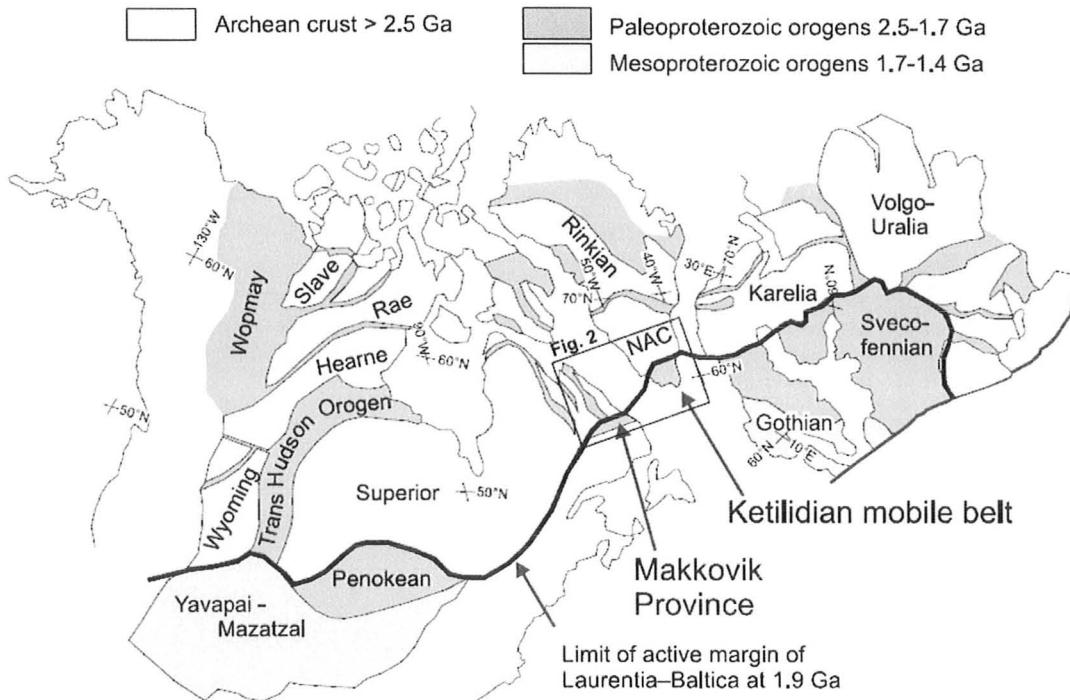 Archean crust > 2.5 Ga
Paleoproterozoic orogens 2.5-1.7 Ga
Mesoproterozoic orogens 1.7-1.4 Ga
Volgo-
Uralia
130°W
60°N
Slave
Rinkian
50°W
40°W
70°N
30°E
70°N
Wopmay
Rae
Karelia
60°N
Hearne
90°W
60°N
Fig. 2
NAC
Sveco-
fennian
50°N
60°N
Trans Hudson Orogen
Gothian
60°N
10°E
Wyoming
Superior
50°N
Ketilidian mobile belt
Penokean
Makkovik
Province
Yavapai -
Mazatzal
Limit of active margin of
Laurentia–Baltica at 1.9 Ga